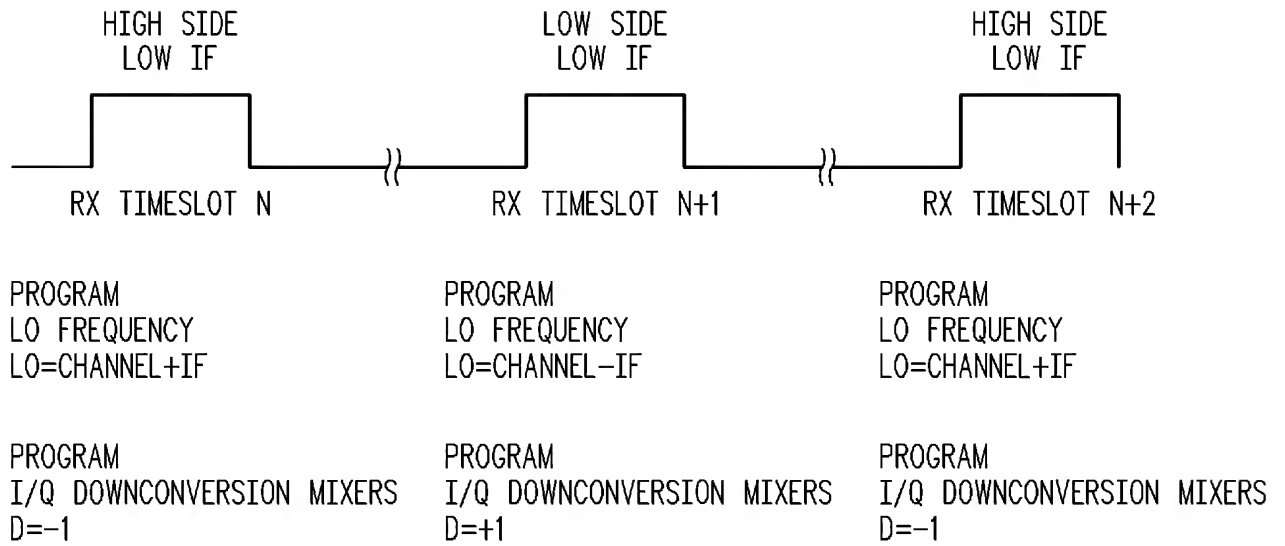 HIGH SIDE
LOW IF
LOW SIDE
LOW IF
HIGH SIDE
LOW IF
RX TIMESLOT N
RX TIMESLOT N+1
RX TIMESLOT N+2
PROGRAM
LO FREQUENCY
LO=CHANNEL+IF
PROGRAM
LO FREQUENCY
LO=CHANNEL−IF
PROGRAM
LO FREQUENCY
LO=CHANNEL+IF
PROGRAM
I/Q DOWNCONVERSION MIXERS
D=−1
PROGRAM
I/Q DOWNCONVERSION MIXERS
D=+1
PROGRAM
I/Q DOWNCONVERSION MIXERS
D=−1